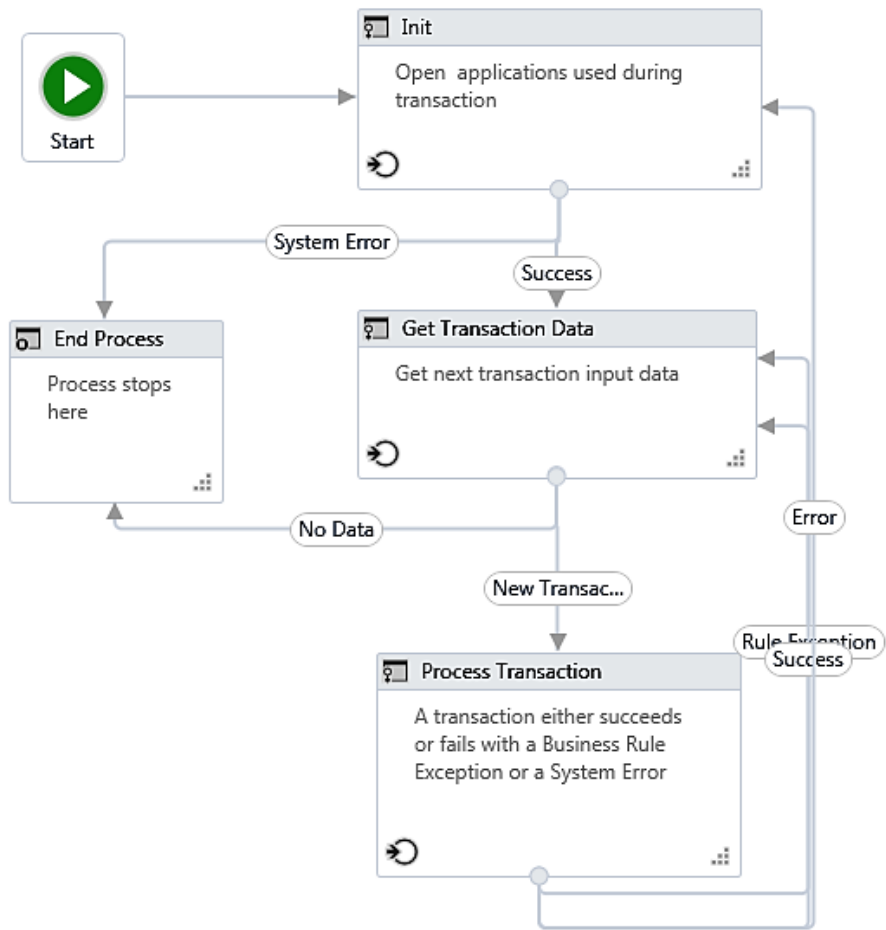 Init
Open applications used during
transaction
Start
System Error
Success
End Process
Process stops
here
Get Transaction Data
Get next transaction input data
No Data
Error
New Transac...
Rule Exception
Success
Process Transaction
A transaction either succeeds
or fails with a Business Rule
Exception or a System Error